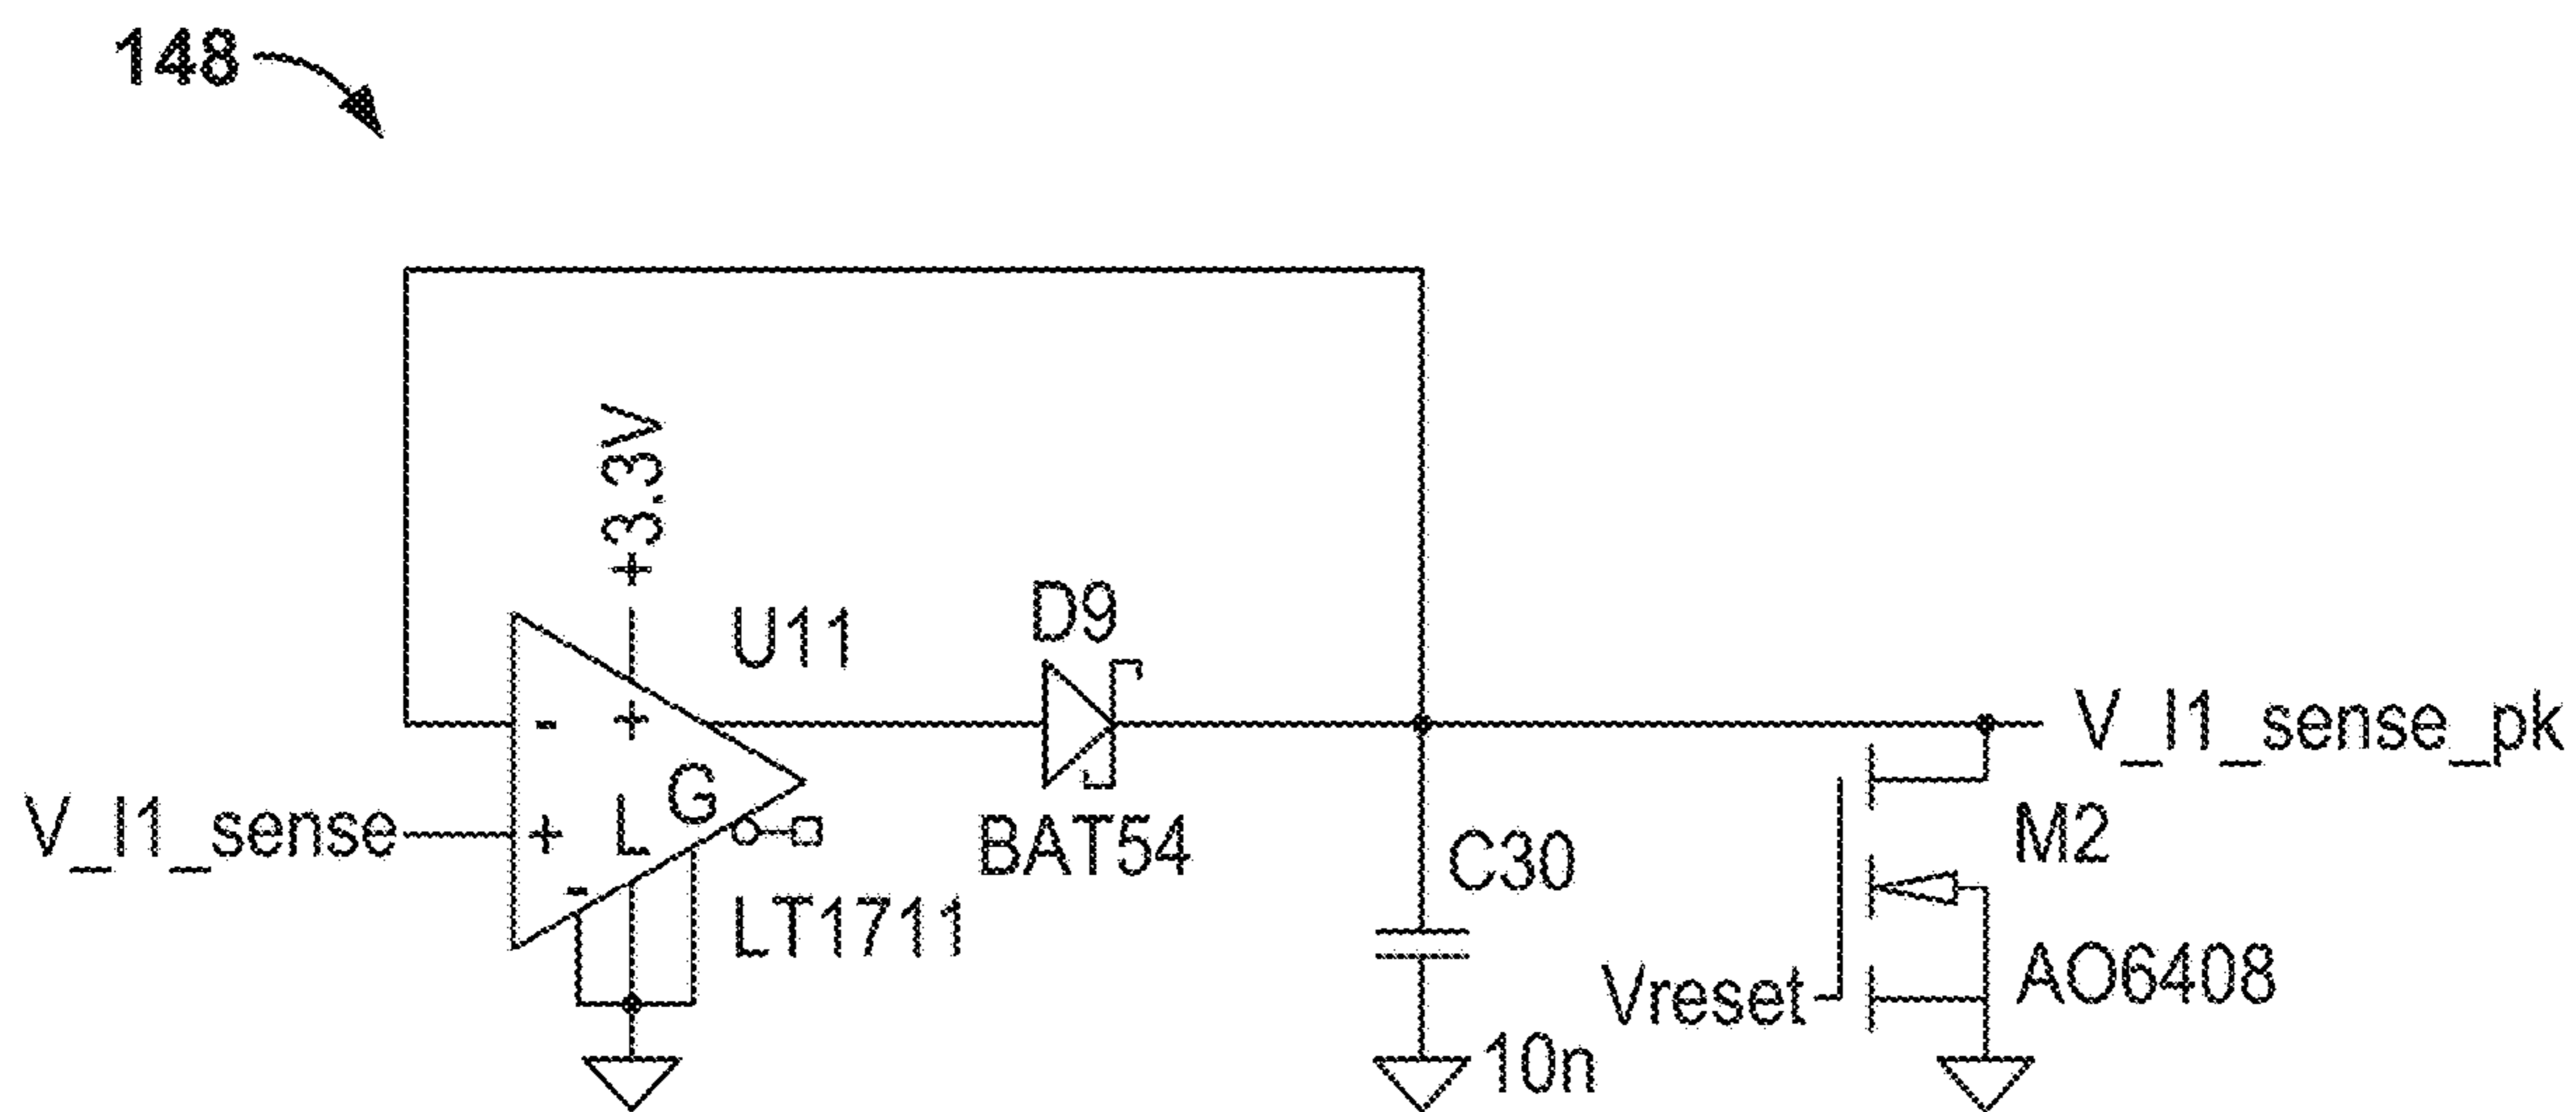 148
+3.3V
U11
D9
- +
V_I1_sense
+ L G
-
LT1711
BAT54
C30
10n
V_I1_sense_pk
M2
Vreset
AO6408